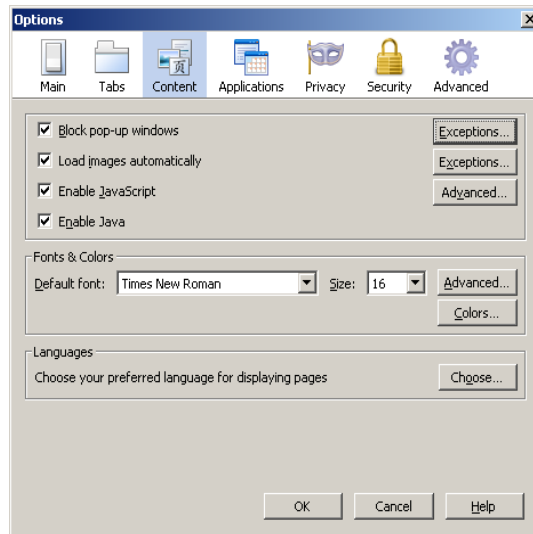 Options
Main Tabs Content Applications Privacy Security Advanced
Block pop-up windows Exceptions...
Load images automatically Exceptions...
Enable JavaScript Advanced...
Enable Java
Fonts & Colors
Default font: Times New Roman Size: 16 Advanced...
Colors...
Languages
Choose your preferred language for displaying pages Choose...
OK Cancel Help